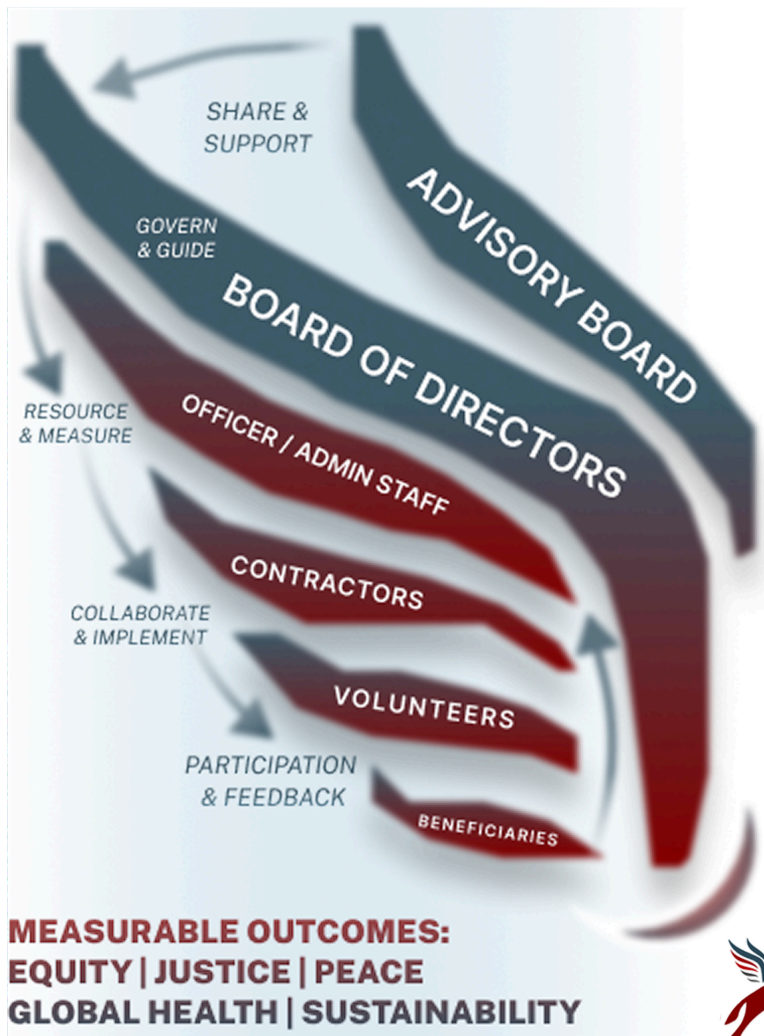 SHARE &
SUPPORT
ADVISORY BOARD
GOVERN
& GUIDE
BOARD OF DIRECTORS
RESOURCE
& MEASURE
OFFICER / ADMIN STAFF
CONTRACTORS
COLLABORATE
& IMPLEMENT
VOLUNTEERS
PARTICIPATION
& FEEDBACK
BENEFICIARIES
MEASURABLE OUTCOMES:
EQUITY | JUSTICE | PEACE
GLOBAL HEALTH | SUSTAINABILITY